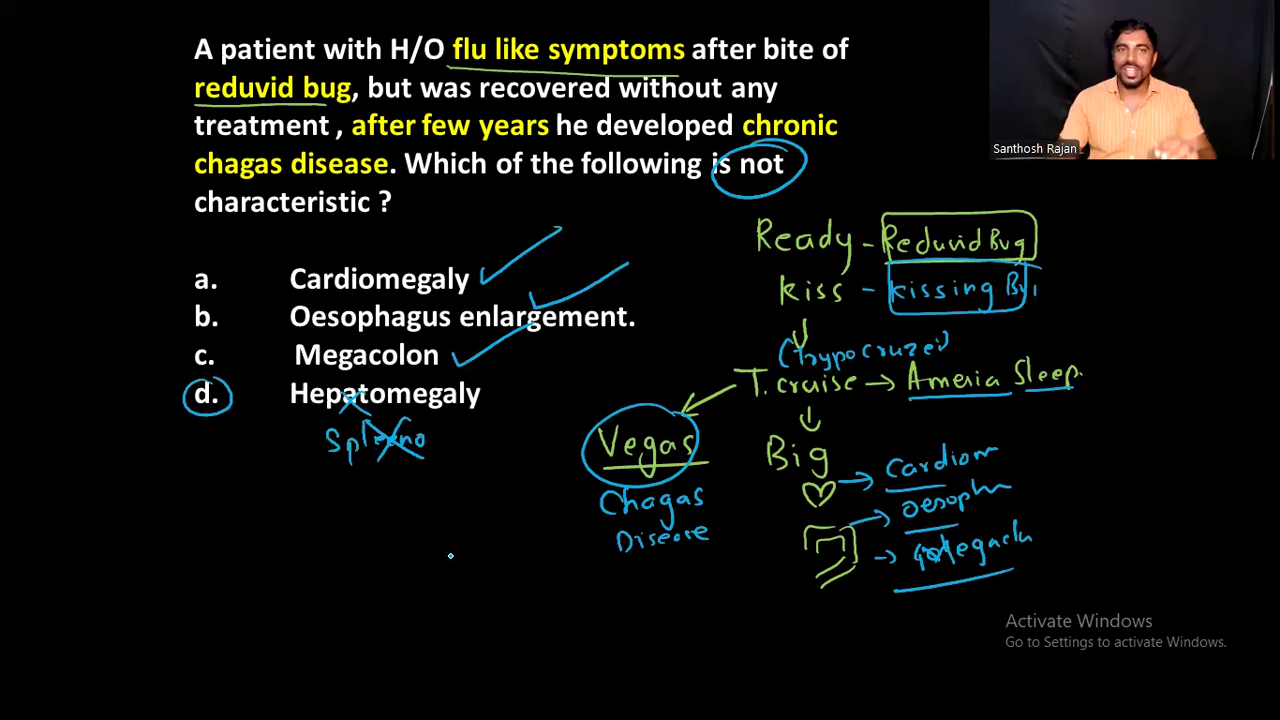 A patient with H/O flu like symptoms after bite of
reduvid bug, but was recovered without any
treatment , after few years he developed chronic
chagas disease. Which of the following is not
characteristic ?
a. Cardiomegaly
b. Oesophagus enlargement.
c. Megacolon
d. Hepatomegaly
Spleeno
Santhosh Rajan
Ready - Reduvid Bug
kiss - kissing Bu
(trypocruzei)
T. cruise → Ameria Sleep.
Vegas
Chagas
Disease
Big
Cardiom
Oesopha
Activate Windows
Go to Settings to activate Windows.